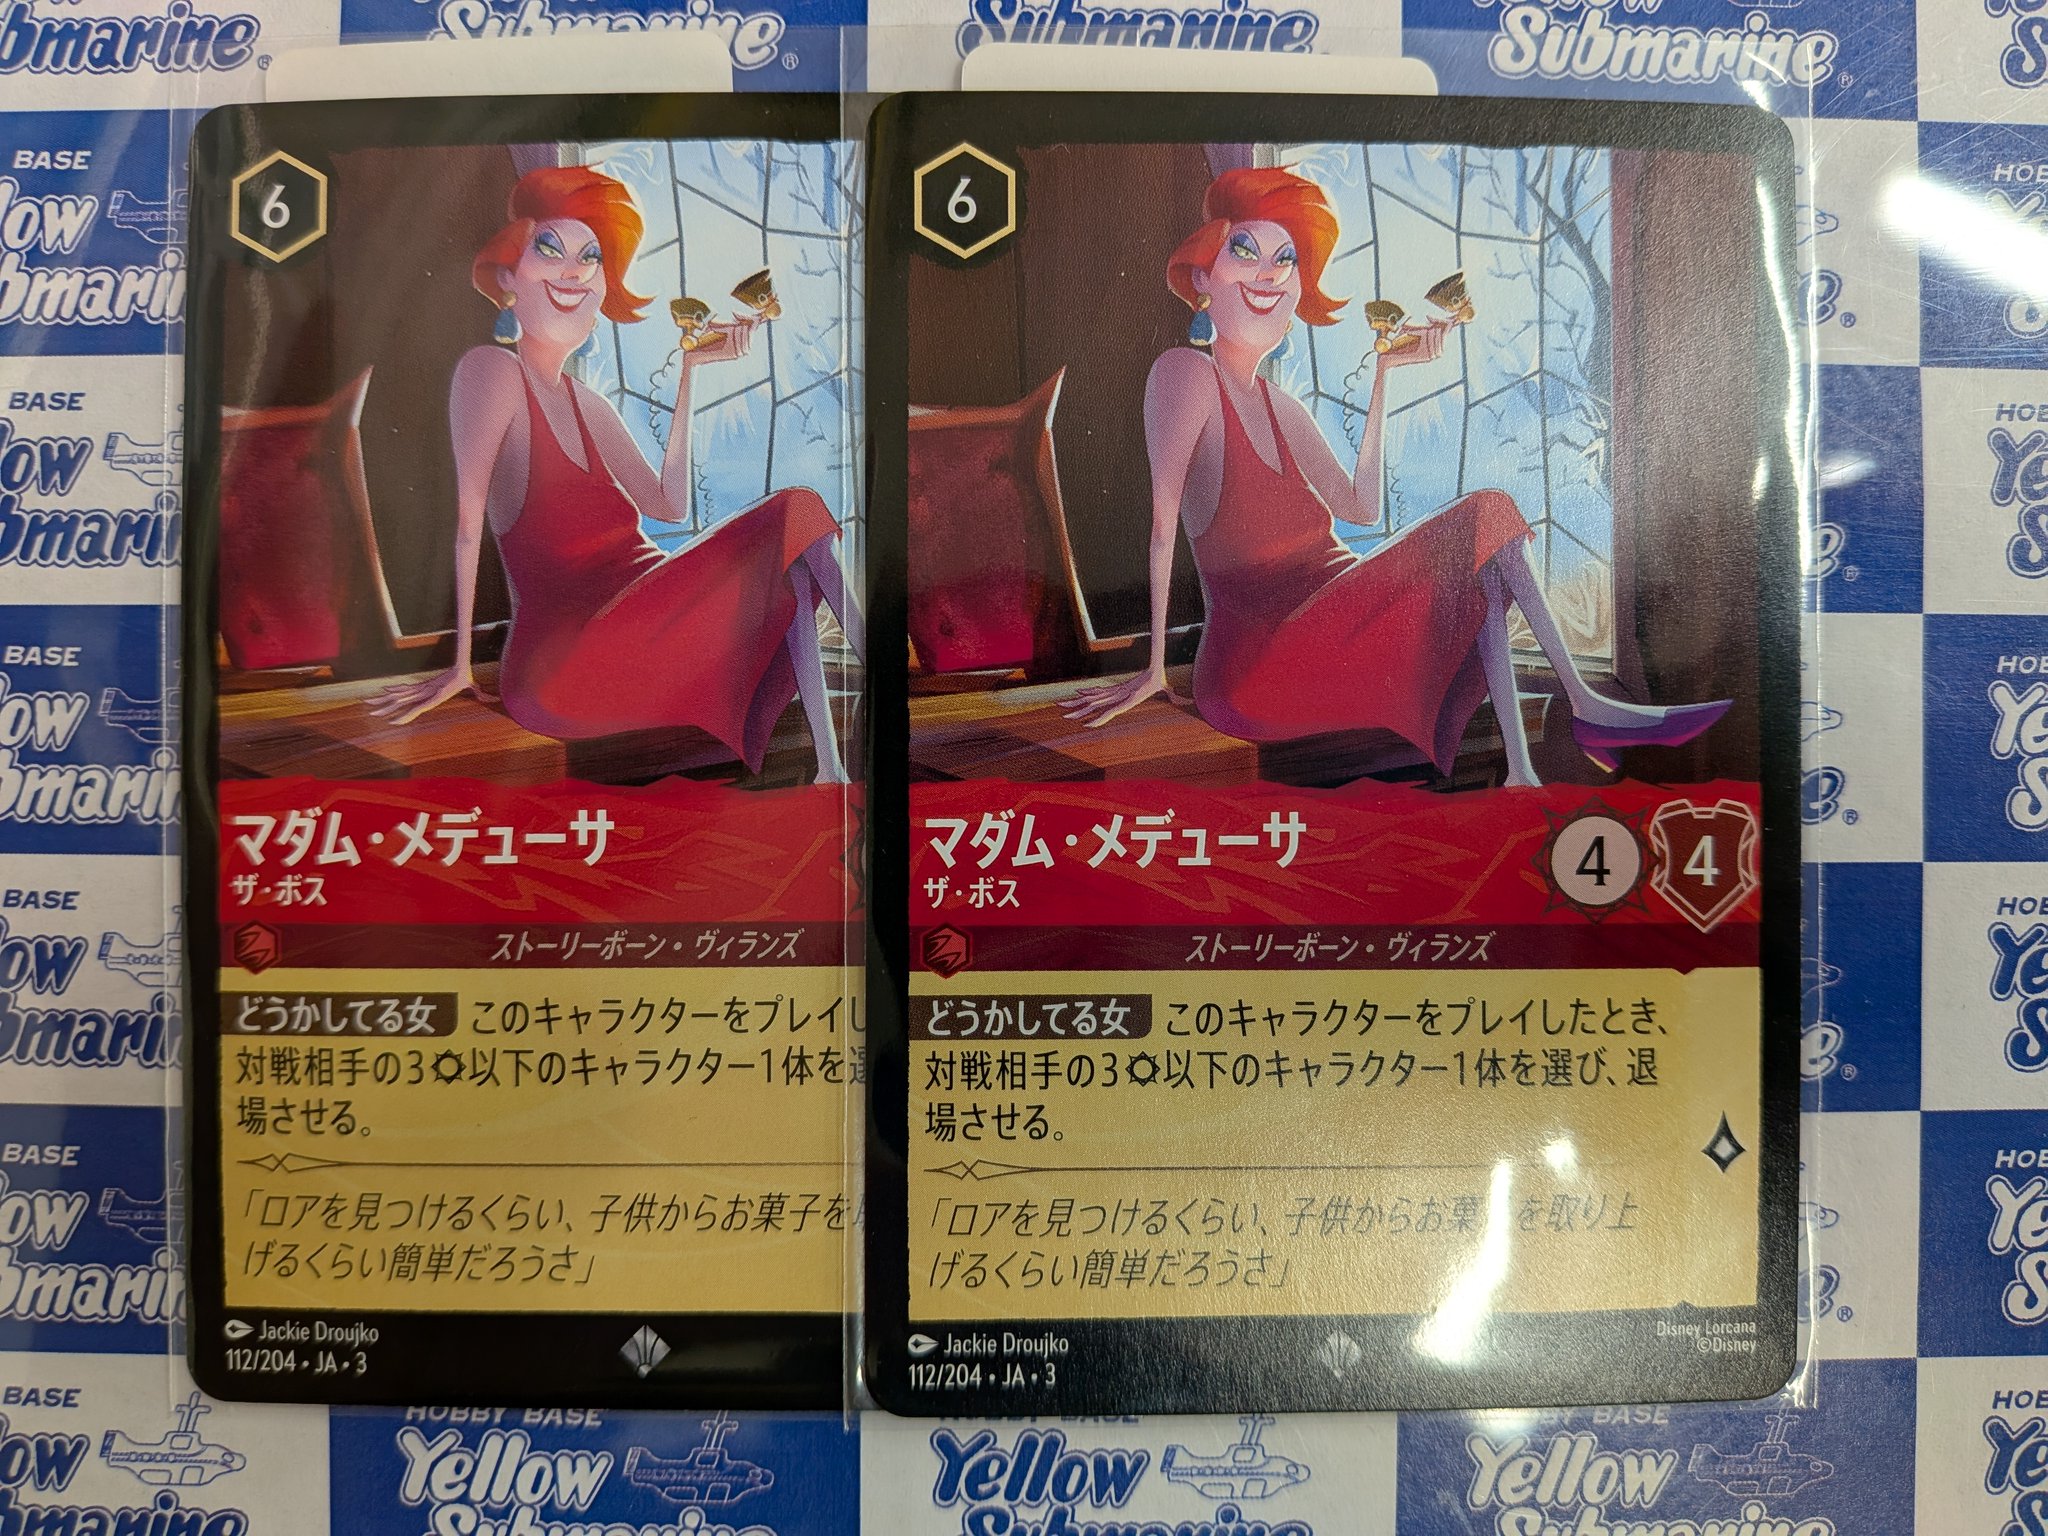 6
マダム・メデューサ
ザ・ボス
ストーリーボーン・ヴィランズ
どうかしてる女 このキャラクターをプレイし
対戦相手の3以下のキャラクター1体を選
場させる。
「ロアを見つけるくらい、子供からお菓子を
げるくらい簡単だろうさ」
Jackie Droujko
112/204・JA・3
6
マダム・メデューサ
ザ・ボス
4 4
ストーリーボーン・ヴィランズ
どうかしてる女 このキャラクターをプレイしたとき、
対戦相手の3以下のキャラクター1体を選び、退
場させる。
「ロアを見つけるくらい、子供からお菓子を取り上
げるくらい簡単だろうさ」
Jackie Droujko
112/204・JA・3
Disney Lorcana
©Disney
HOBBY BASE
Yellow
Submarine